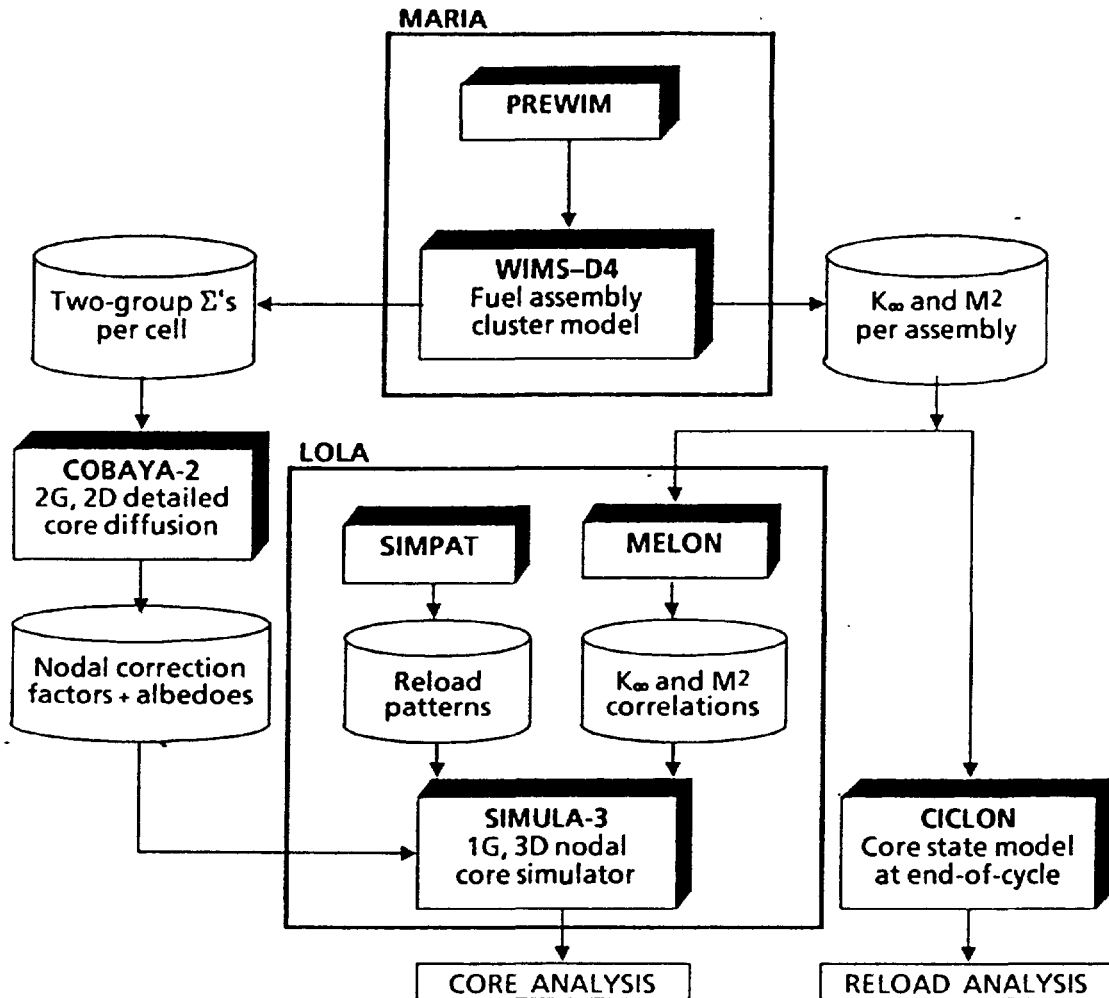 MARIA
PREWIM
WIMS–D4
Fuel assembly
cluster model
Two-group Σ's
per cell
K∞ and M²
per assembly
COBAYA-2
2G, 2D detailed
core diffusion
LOLA
SIMPAT
MELON
Nodal correction
factors + albedoes
Reload
patterns
K∞ and M²
correlations
SIMULA-3
1G, 3D nodal
core simulator
CICLON
Core state model
at end-of-cycle
CORE ANALYSIS
RELOAD ANALYSIS